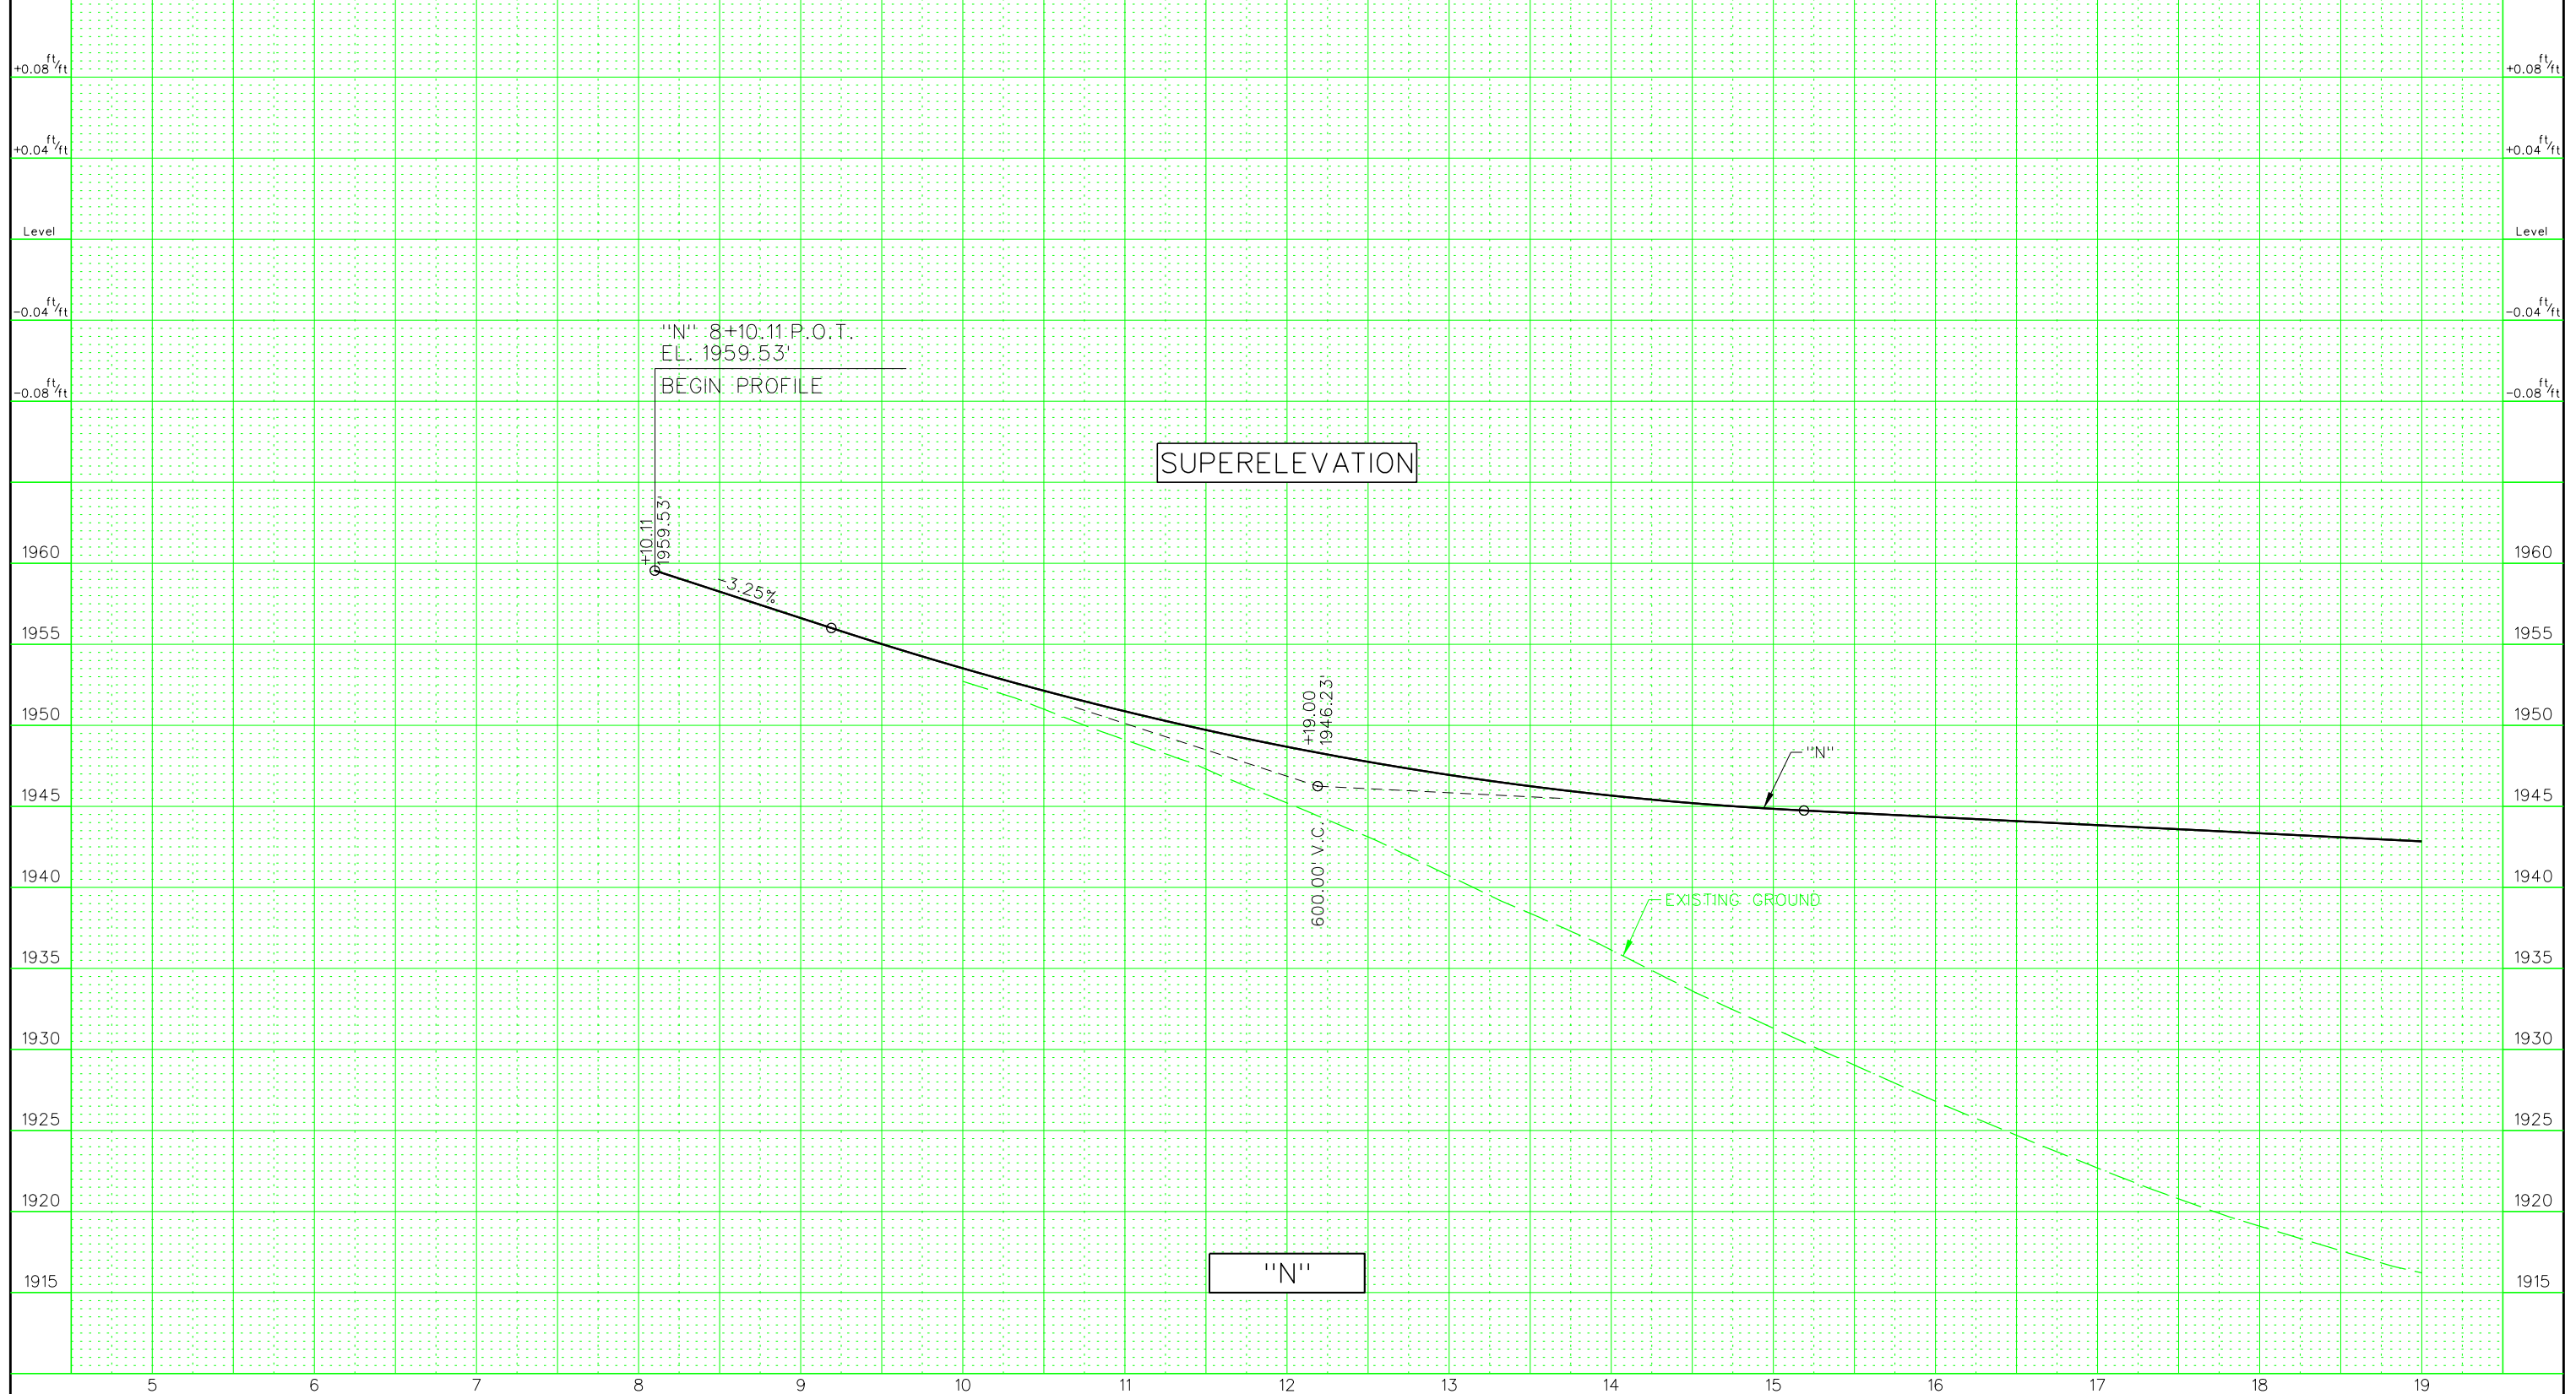 +0.08 ft/ft
+0.08 ft/ft
+0.04 ft/ft
+0.04 ft/ft
Level
Level
-0.04 ft/ft
-0.04 ft/ft
"N" 8+10.11 P.O.T.
EL. 1959.53'
BEGIN PROFILE
-0.08 ft/ft
-0.08 ft/ft
SUPERELEVATION
+10.11
1959.53'
1960
1960
-3.25%
1955
1955
+19.00
1946.23'
1950
1950
"N"
1945
1945
600.00' V.C.
1940
1940
EXISTING GROUND
1935
1935
1930
1930
1925
1925
1920
1920
"N"
1915
1915
5 6 7 8 9 10 11 12 13 14 15 16 17 18 19